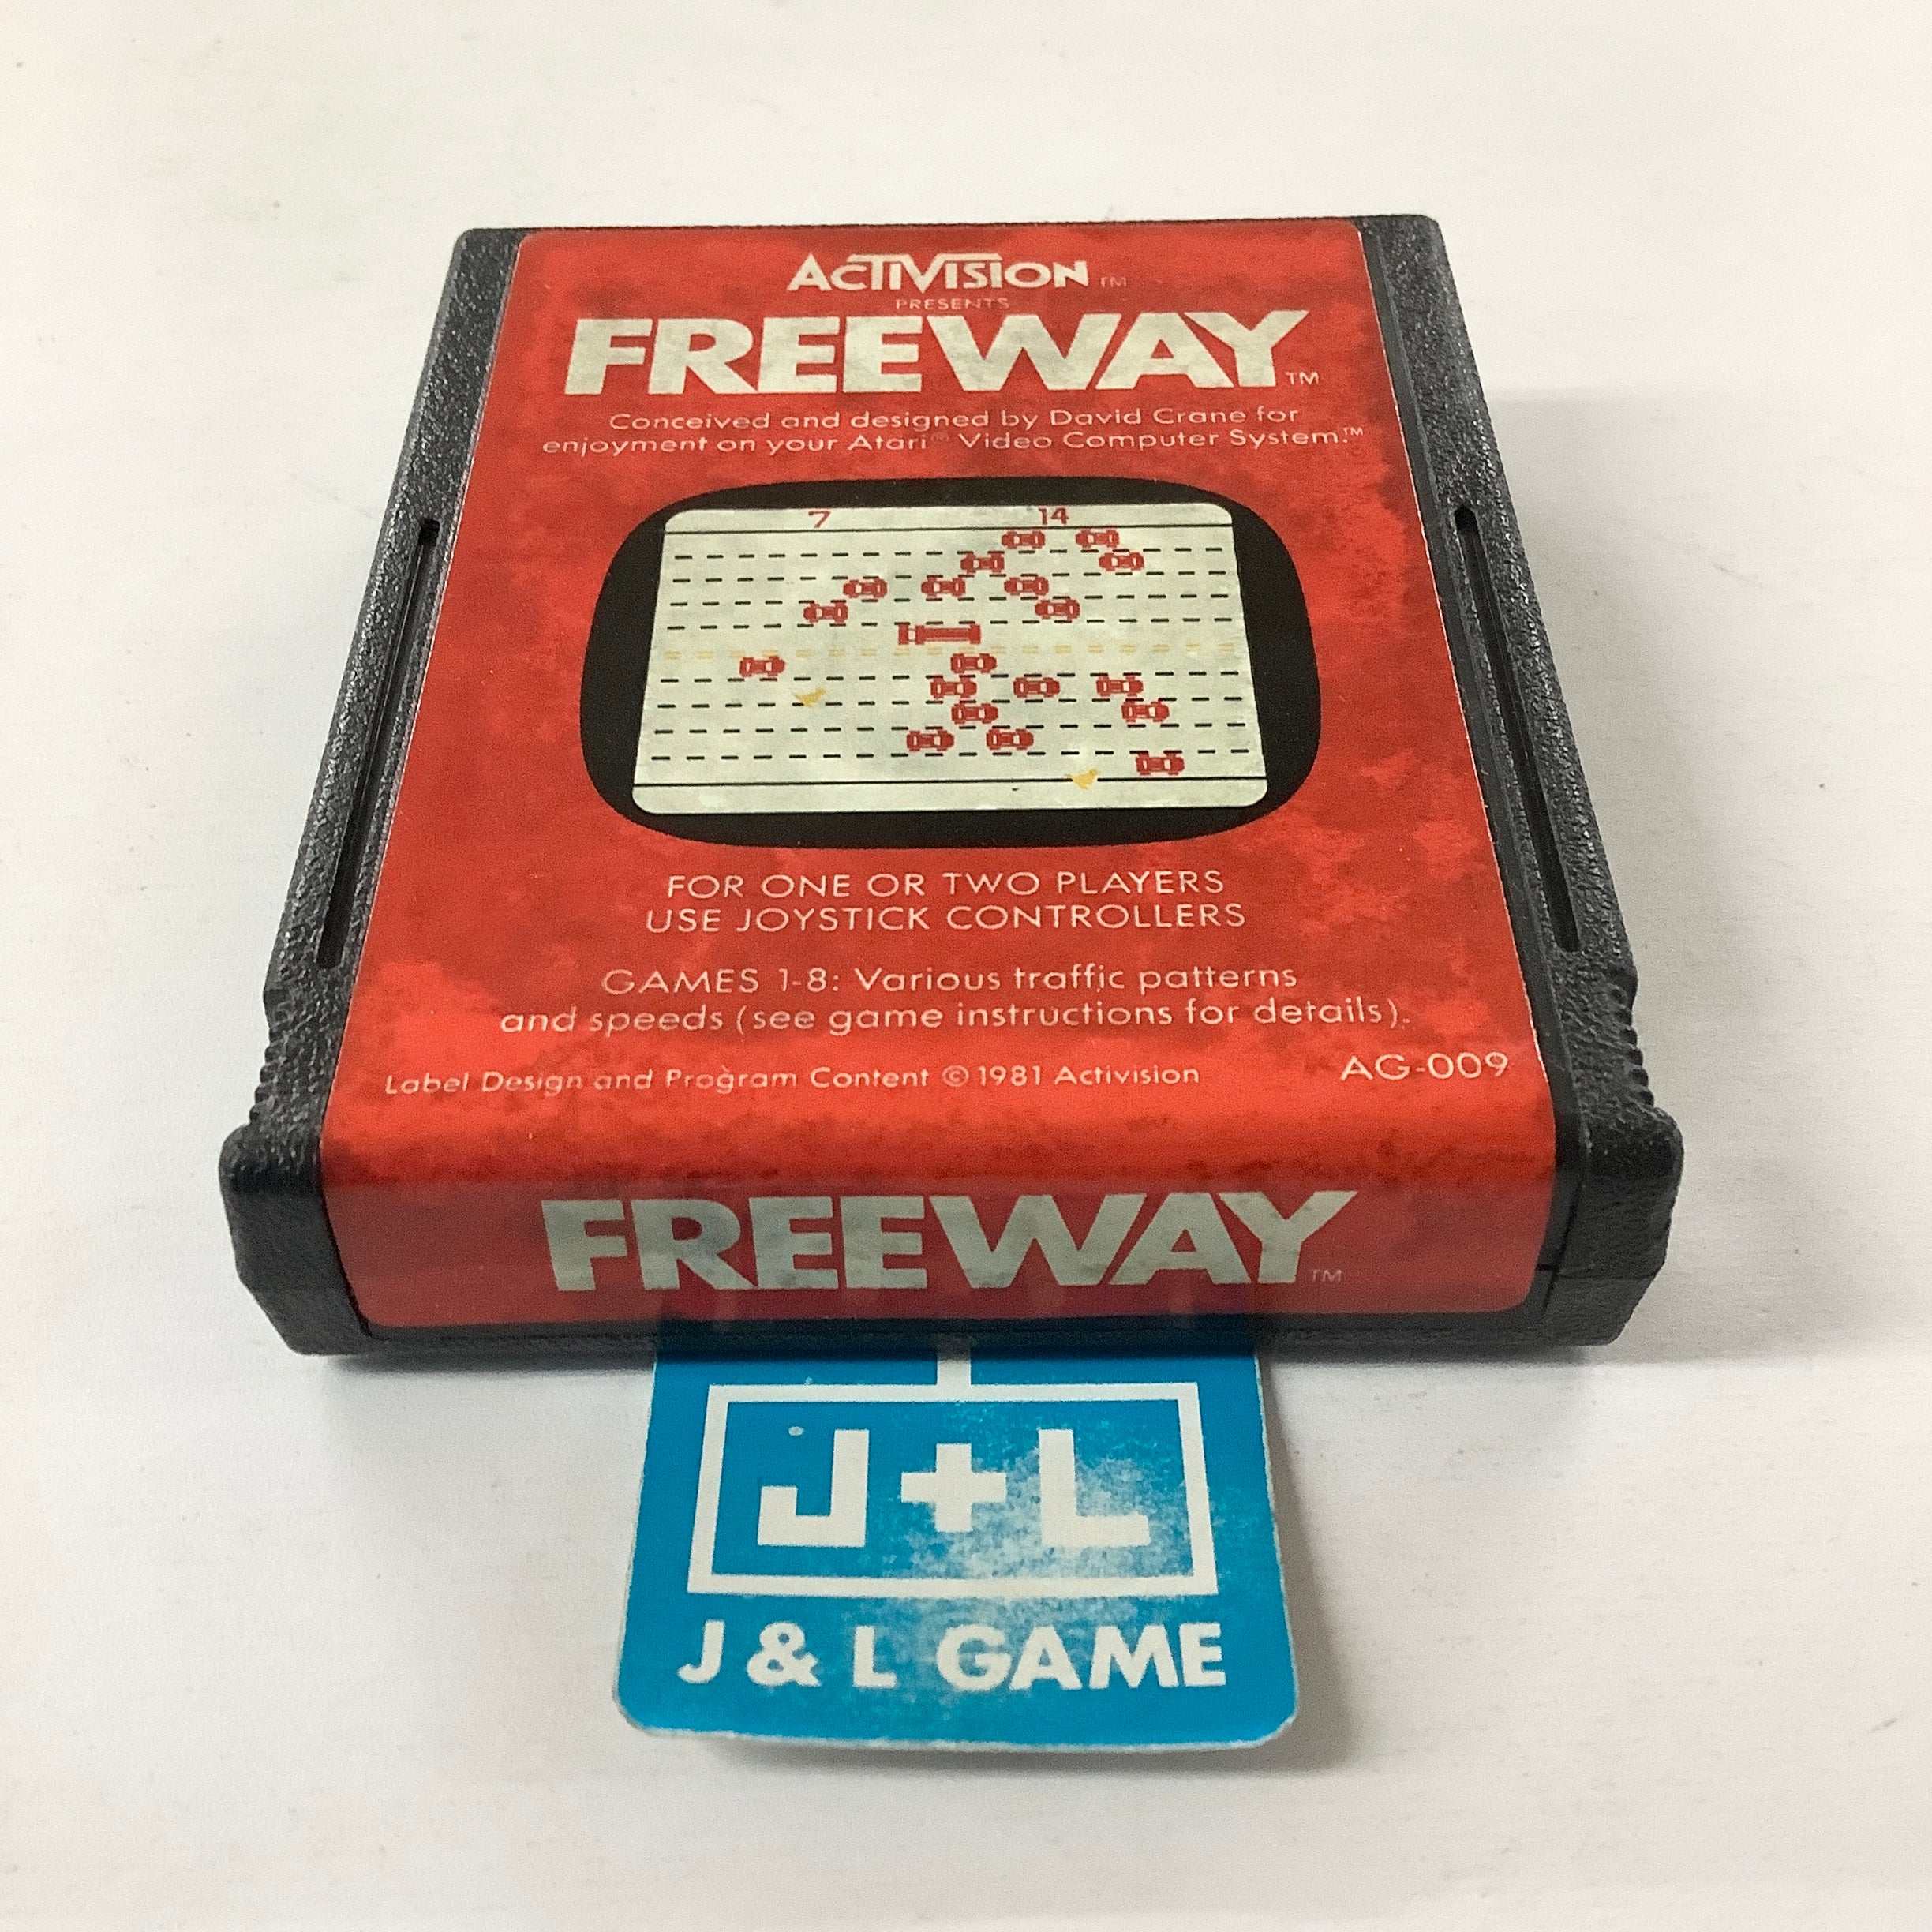 ACTIVISION TM
PRESENTS
FREEWAY TM
Conceived and designed by David Crane for
enjoyment on your Atari® Video Computer System.™
7 14
FOR ONE OR TWO PLAYERS
USE JOYSTICK CONTROLLERS
GAMES 1-8: Various traffic patterns
and speeds (see game instructions for details).
Label Design and Program Content © 1981 Activision AG-009
FREEWAY TM
J+L
J & L GAME